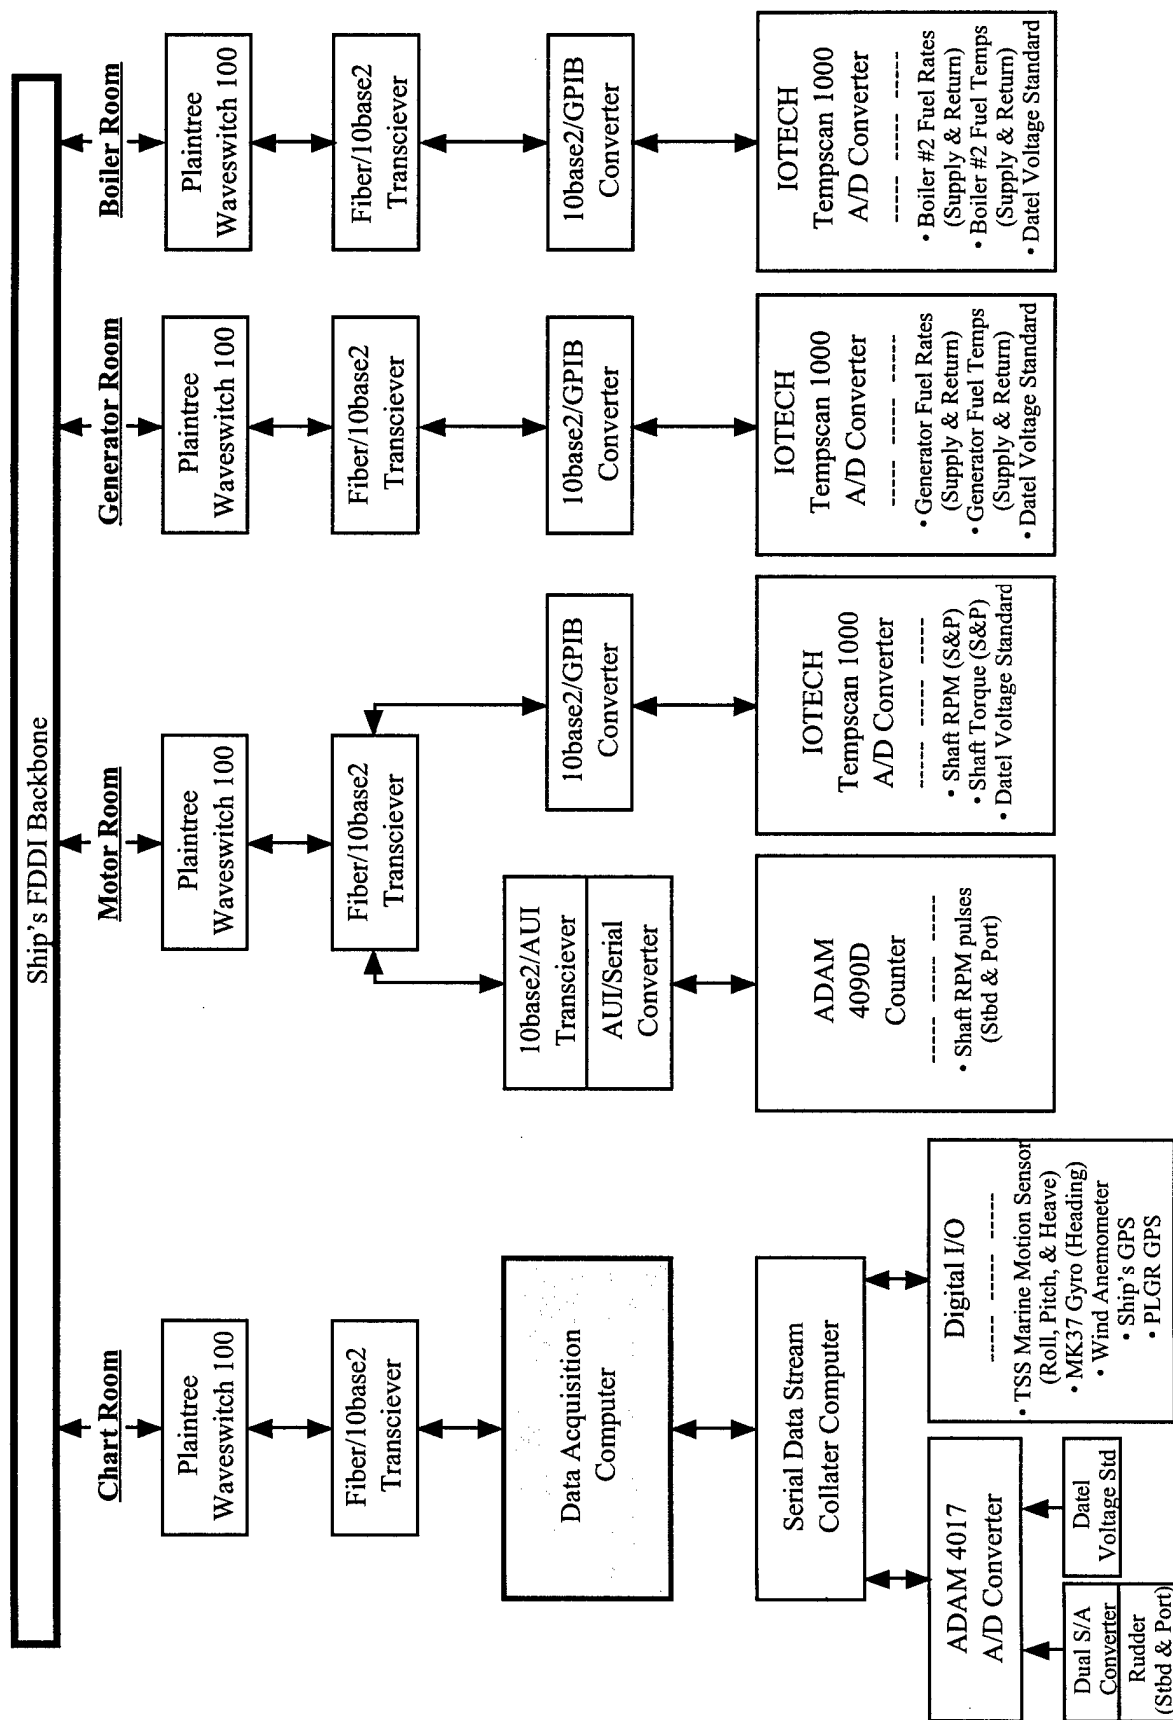 Ship's FDDI Backbone
Chart Room
Plaintree
Waveswitch 100
Fiber/10base2
Transciever
Data Acquisition
Computer
Serial Data Stream
Collater Computer
ADAM 4017
A/D Converter
Dual S/A
Converter
Rudder
(Stbd & Port)
Datel
Voltage Std
Digital I/O
----- ----- -----
• TSS Marine Motion Sensor
(Roll, Pitch, & Heave)
• MK37 Gyro (Heading)
• Wind Anemometer
• Ship's GPS
• PLGR GPS
Motor Room
Plaintree
Waveswitch 100
Fiber/10base2
Transciever
10base2/AUI
Transciever
AUI/Serial
Converter
ADAM
4090D
Counter
----- ----- -----
• Shaft RPM pulses
(Stbd & Port)
10base2/GPIB
Converter
IOTECH
Tempscan 1000
A/D Converter
----- ----- -----
• Shaft RPM (S&P)
• Shaft Torque (S&P)
• Datel Voltage Standard
Generator Room
Plaintree
Waveswitch 100
Fiber/10base2
Transciever
10base2/GPIB
Converter
IOTECH
Tempscan 1000
A/D Converter
----- ----- -----
• Generator Fuel Rates
(Supply & Return)
• Generator Fuel Temps
(Supply & Return)
• Datel Voltage Standard
Boiler Room
Plaintree
Waveswitch 100
Fiber/10base2
Transciever
10base2/GPIB
Converter
IOTECH
Tempscan 1000
A/D Converter
----- ----- -----
• Boiler #2 Fuel Rates
(Supply & Return)
• Boiler #2 Fuel Temps
(Supply & Return)
• Datel Voltage Standard